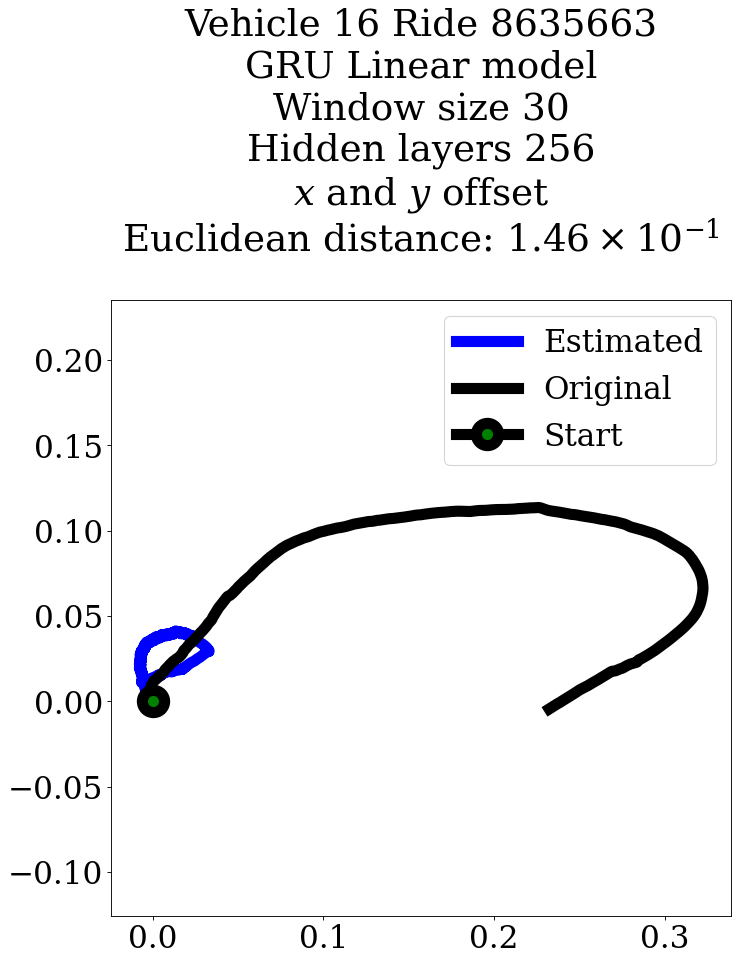 Vehicle 16 Ride 8635663
GRU Linear model
Window size 30
Hidden layers 256
x and y offset
Euclidean distance: 1.46 × 10⁻¹
Estimated
Original
Start
0.20
0.15
0.10
0.05
0.00
−0.05
−0.10
0.0 0.1 0.2 0.3